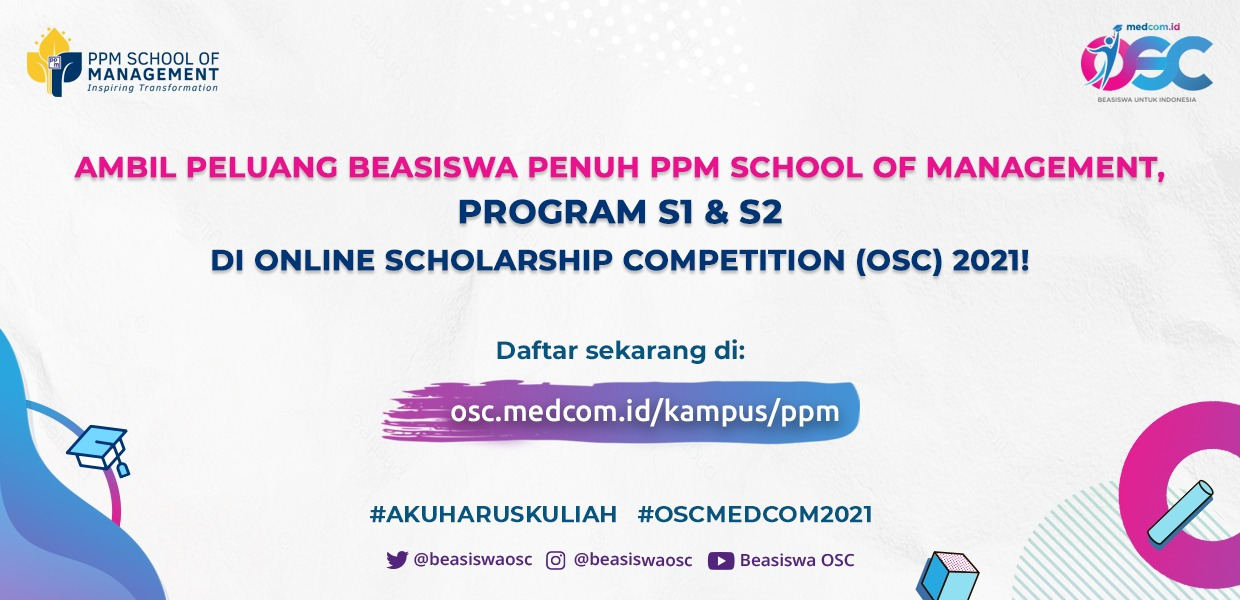 PPM SCHOOL OF
MANAGEMENT
Inspiring Transformation
medcom.id
OSC
BEASISWA UNTUK INDONESIA
AMBIL PELUANG BEASISWA PENUH PPM SCHOOL OF MANAGEMENT,
PROGRAM S1 & S2
DI ONLINE SCHOLARSHIP COMPETITION (OSC) 2021!
Daftar sekarang di:
osc.medcom.id/kampus/ppm
#AKUHARUSKULIAH #OSCMEDCOM2021
@beasiswaosc @beasiswaosc Beasiswa OSC